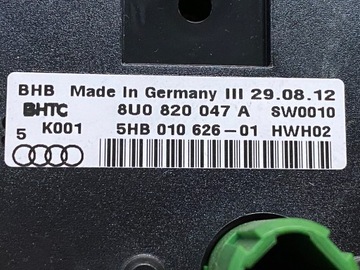 BHB Made In Germany III 29.08.12
BHTC 8U0 820 047 A SW0010
5 K001 5HB 010 626-01 HWH02